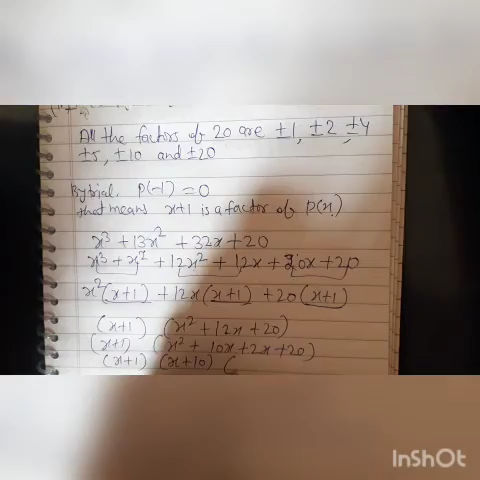 All the factors of 20 are ±1, ±2, ±4
±5, ±10 and ±20
By trial, P(-1) = 0
that means x+1 is a factor of P(x)
x³ + 13x² + 32x + 20
x³ + x² + 12x² + 12x + 20x + 20
x² (x+1) + 12x (x+1) + 20 (x+1)
(x+1) (x² + 12x + 20)
(x+1) (x² + 10x + 2x + 20)
(x+1) (x+10) (
InShOt